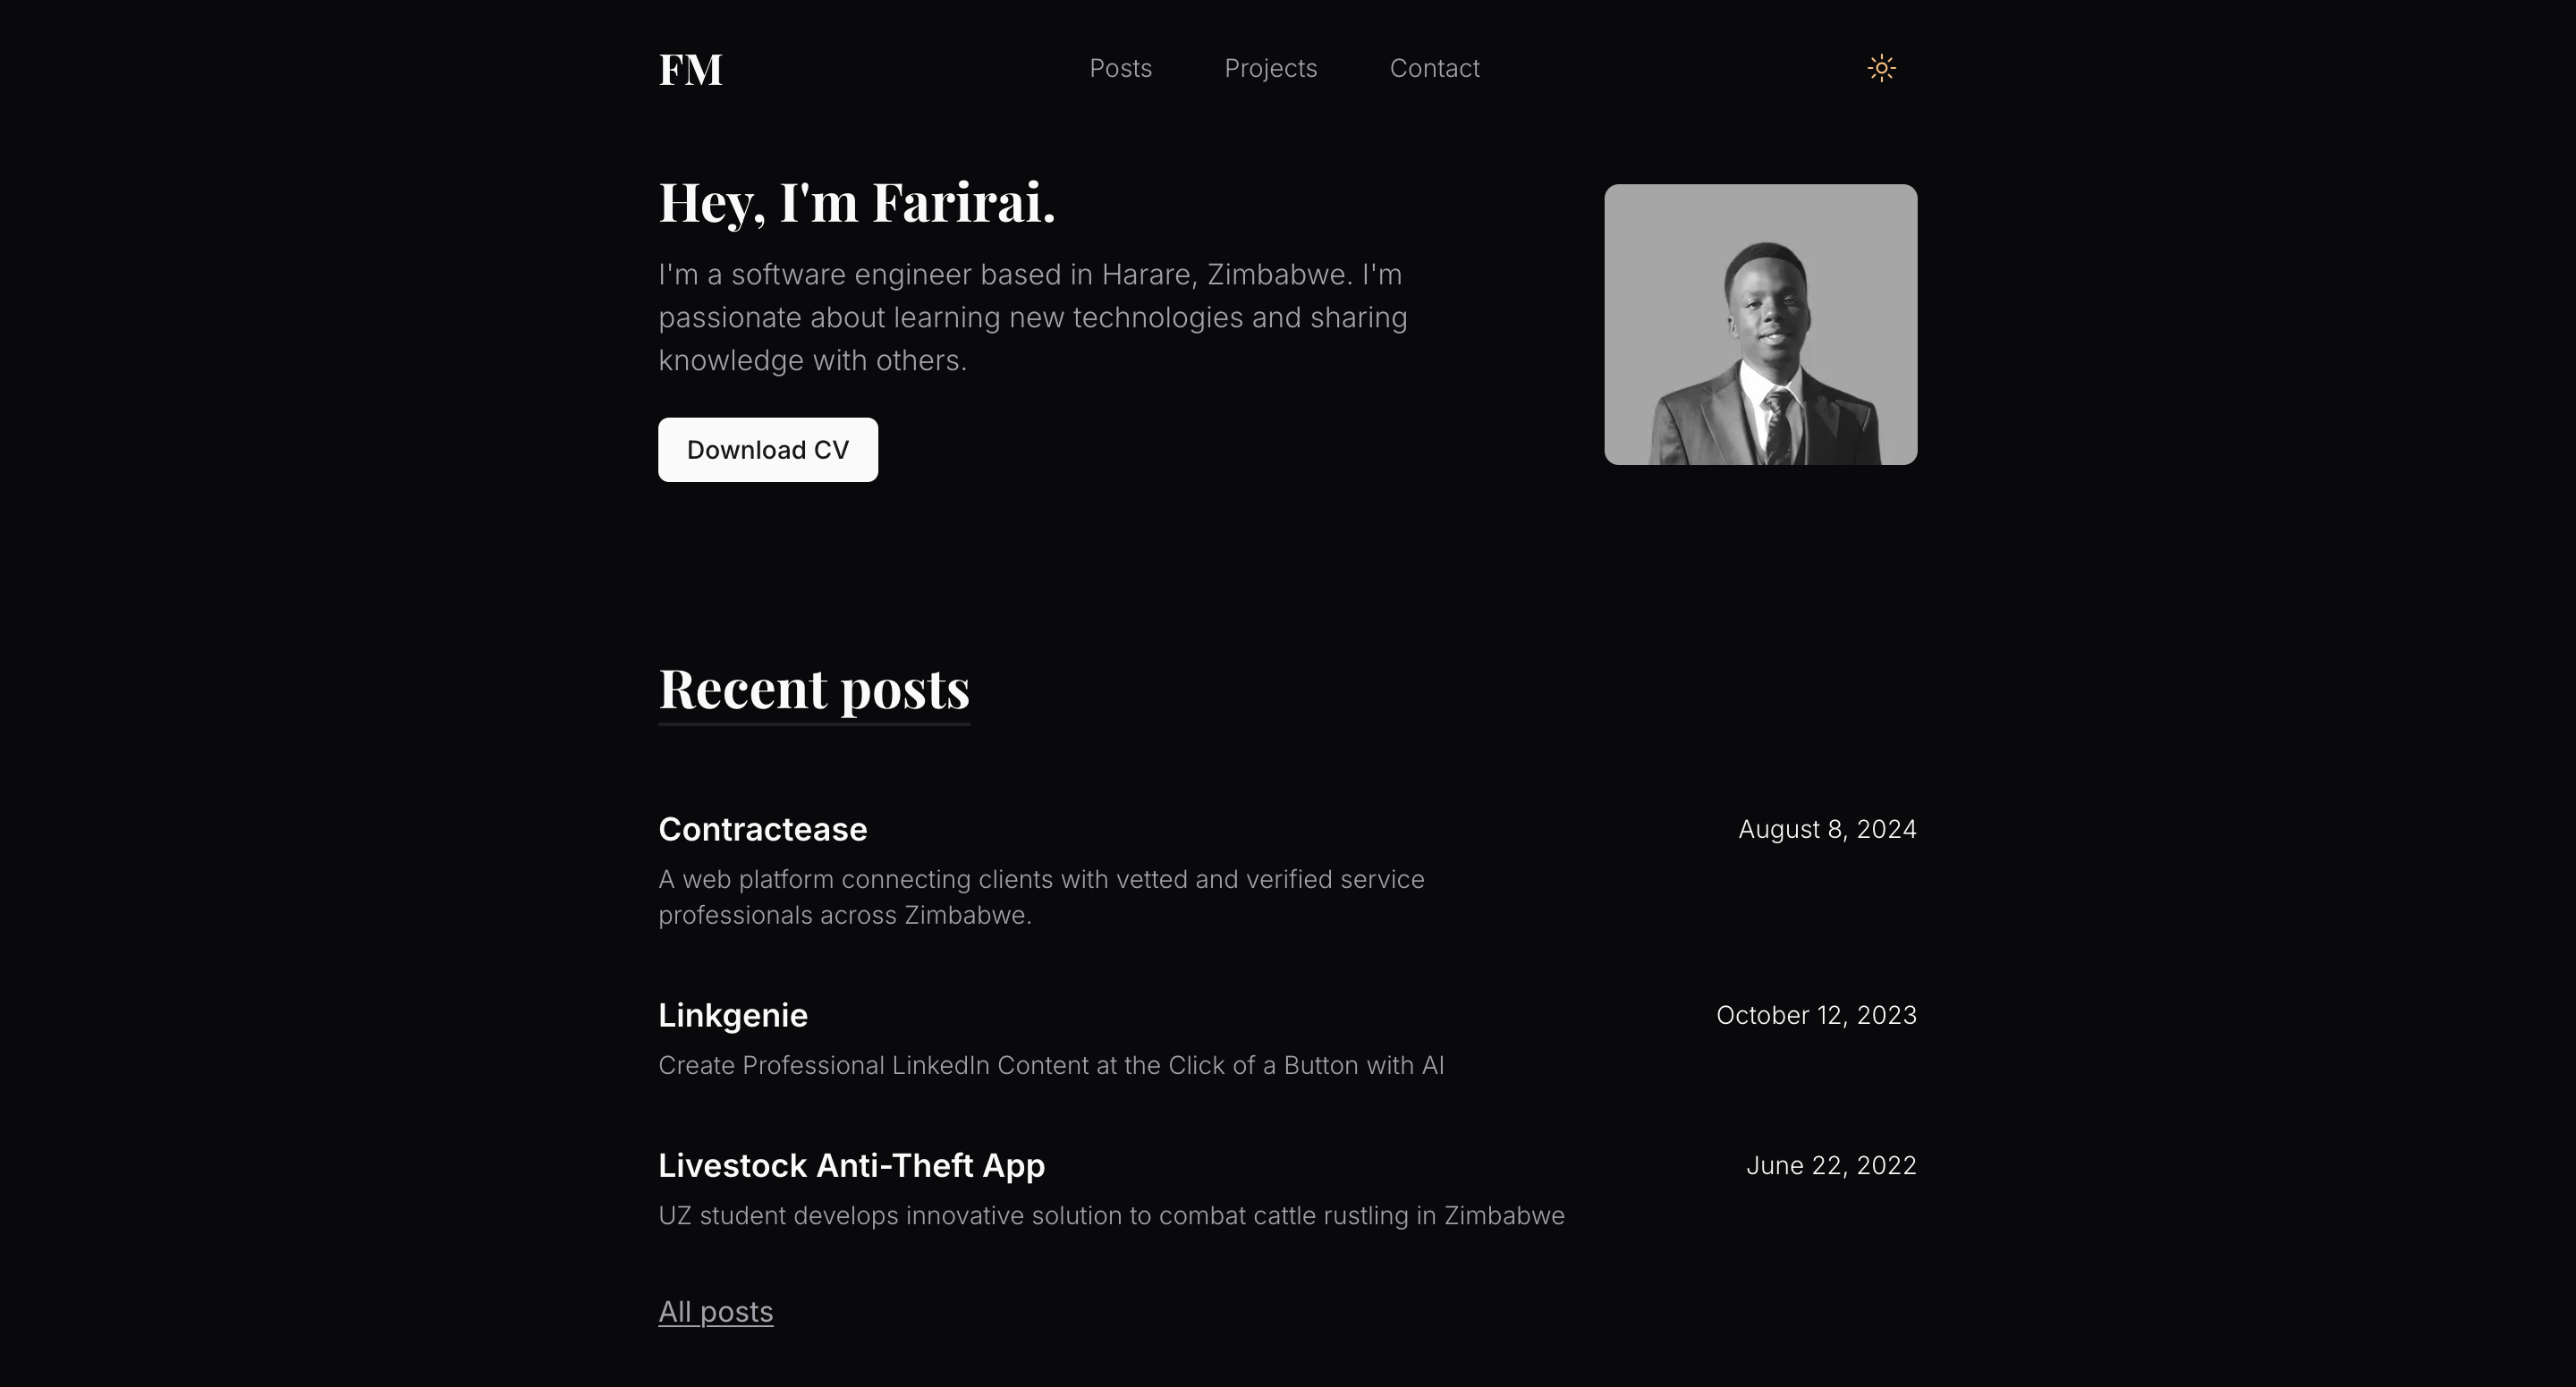 FM
Posts
Projects
Contact
Hey, I'm Farirai.
I'm a software engineer based in Harare, Zimbabwe. I'm
passionate about learning new technologies and sharing
knowledge with others.
Download CV
Recent posts
Contractease
August 8, 2024
A web platform connecting clients with vetted and verified service
professionals across Zimbabwe.
Linkgenie
October 12, 2023
Create Professional LinkedIn Content at the Click of a Button with AI
Livestock Anti-Theft App
June 22, 2022
UZ student develops innovative solution to combat cattle rustling in Zimbabwe
All posts